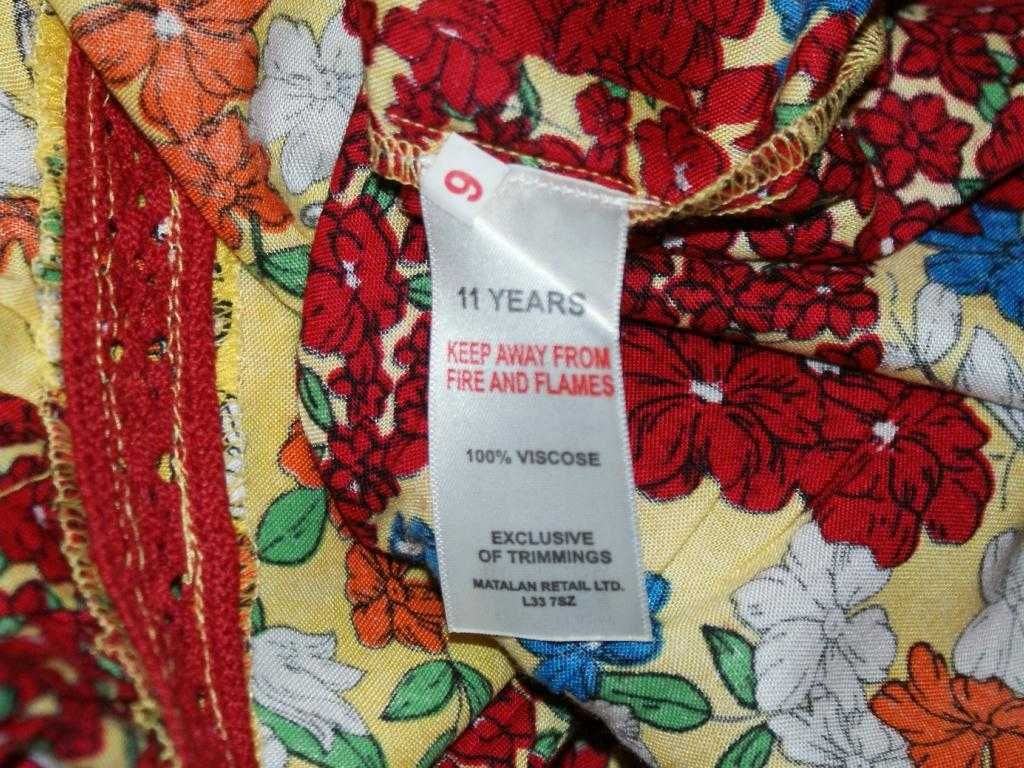 9
11 YEARS
KEEP AWAY FROM
FIRE AND FLAMES
100% VISCOSE
EXCLUSIVE
OF TRIMMINGS
MATALAN RETAIL LTD.
L33 7SZ